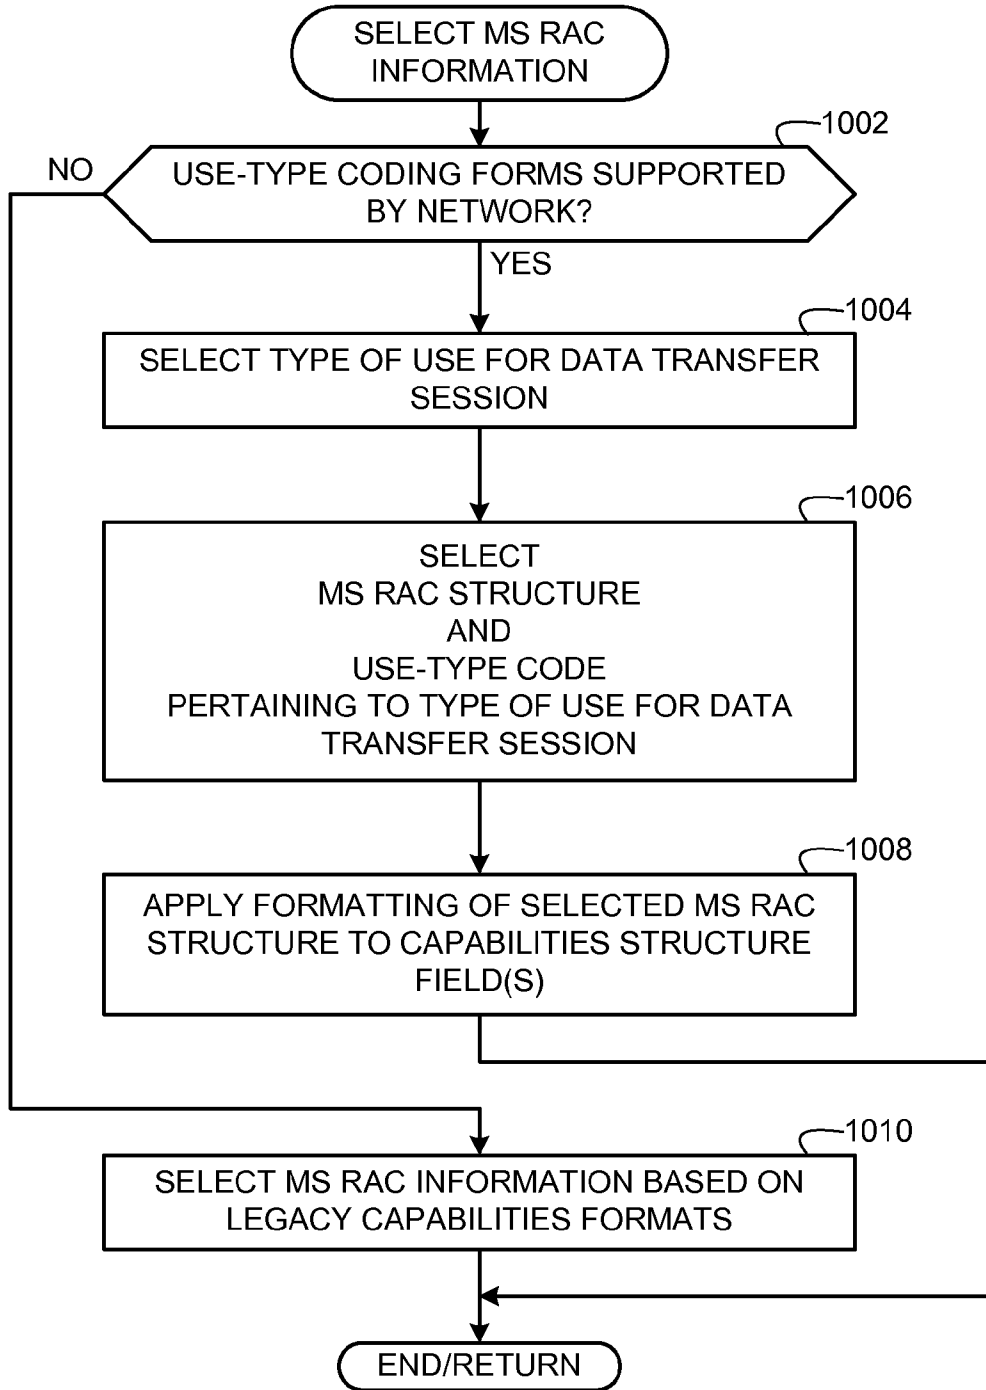 SELECT MS RAC
INFORMATION
1002
NO
USE-TYPE CODING FORMS SUPPORTED
BY NETWORK?
YES
1004
SELECT TYPE OF USE FOR DATA TRANSFER
SESSION
1006
SELECT
MS RAC STRUCTURE
AND
USE-TYPE CODE
PERTAINING TO TYPE OF USE FOR DATA
TRANSFER SESSION
1008
APPLY FORMATTING OF SELECTED MS RAC
STRUCTURE TO CAPABILITIES STRUCTURE
FIELD(S)
1010
SELECT MS RAC INFORMATION BASED ON
LEGACY CAPABILITIES FORMATS
END/RETURN